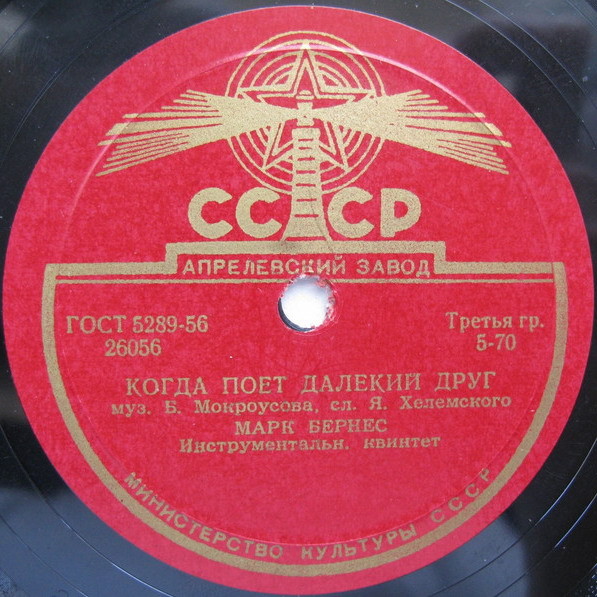 СССР
АПРЕЛЕВСКИЙ ЗАВОД
ГОСТ 5289-56
26056
Третья гр.
5-70
КОГДА ПОЕТ ДАЛЕКИЙ ДРУГ
муз. Б. Мокроусова, сл. Я. Хелемского
МАРК БЕРНЕС
Инструментальн. квинтет
МИНИСТЕРСТВО КУЛЬТУРЫ СССР